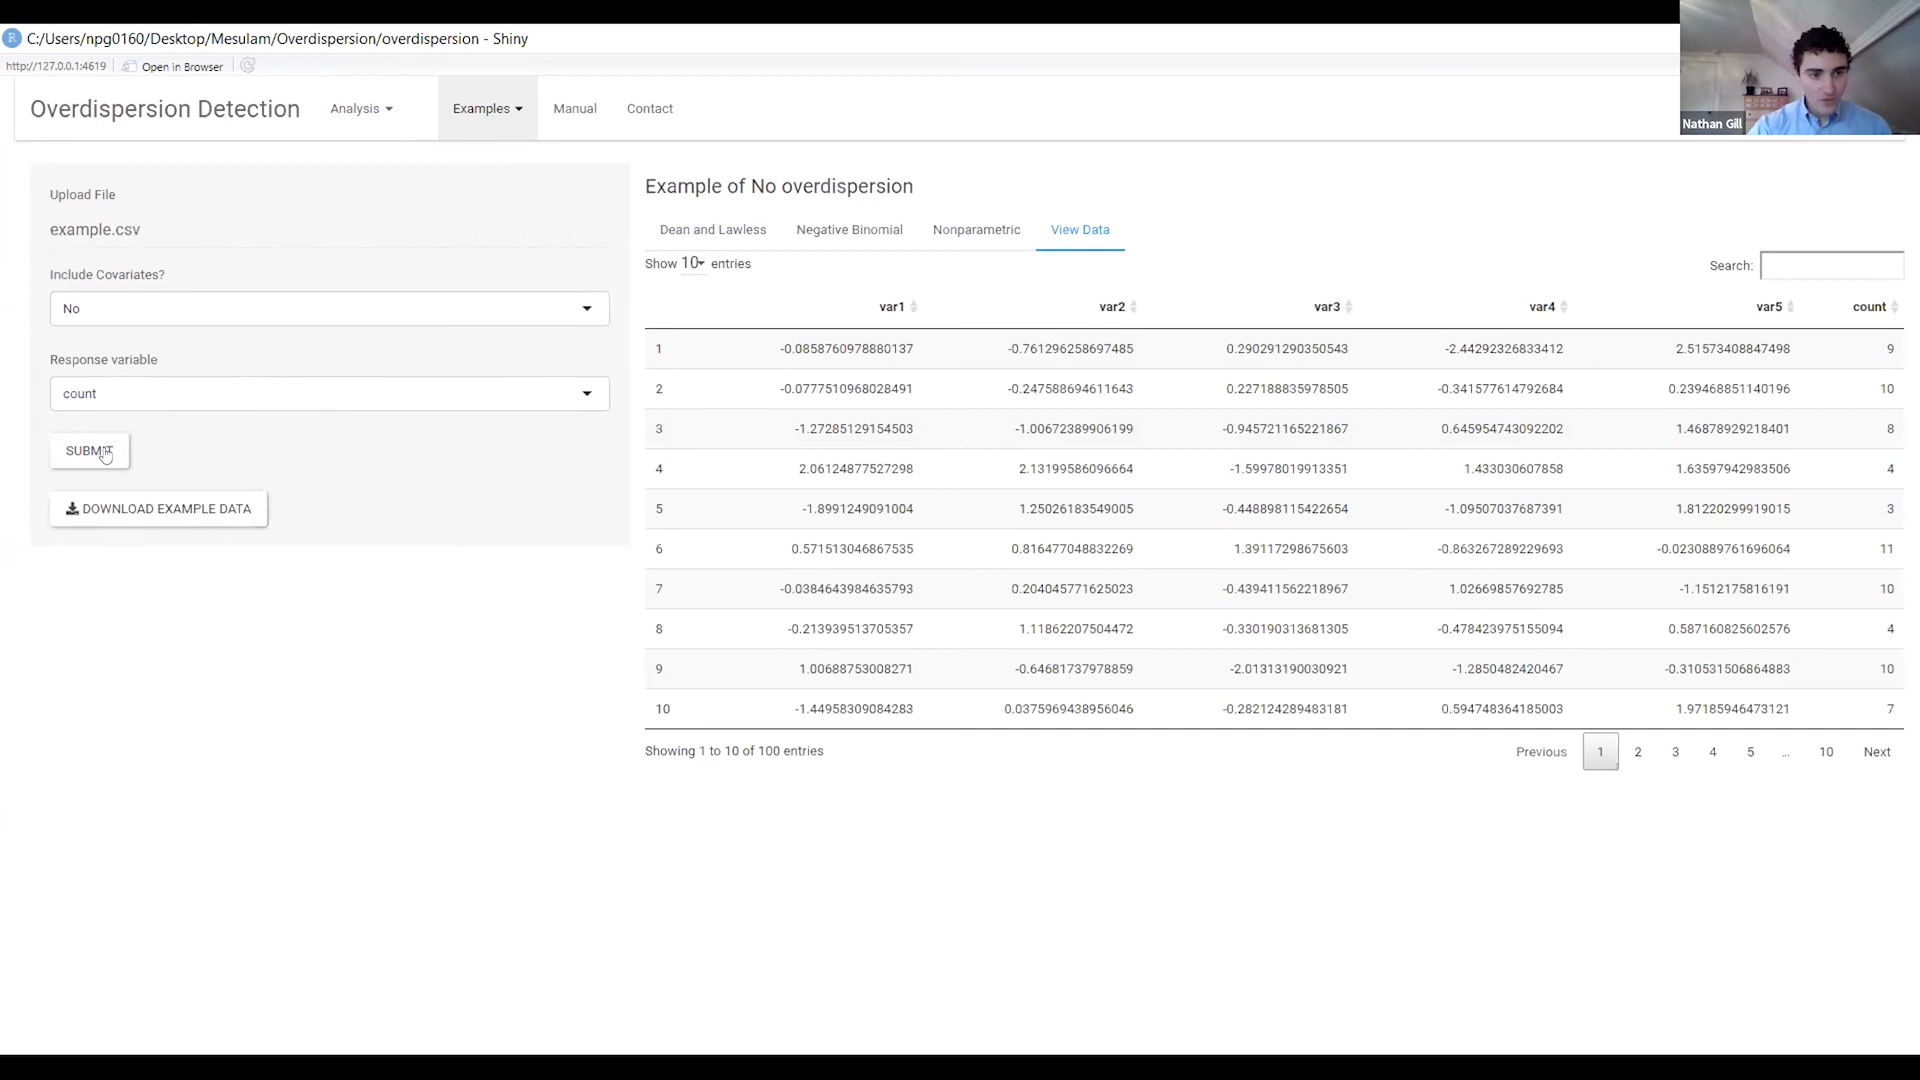 C:/Users/npg0160/Desktop/Mesulam/Overdispersion/overdispersion - Shiny
http://127.0.0.1:4619 Open in Browser
Overdispersion Detection Analysis Examples Manual Contact
Nathan Gill
Upload File
example.csv
Include Covariates?
No
Response variable
count
SUBMIT
DOWNLOAD EXAMPLE DATA
Example of No overdispersion
Dean and Lawless Negative Binomial Nonparametric View Data
Show 10 entries Search:
var1 var2 var3 var4 var5 count
1 -0.0858760978880137 -0.761296258697485 0.290291290350543 -2.44292326833412 2.51573408847498 9
2 -0.0777510968028491 -0.247588694611643 0.227188835978505 -0.341577614792684 0.239468851140196 10
3 -1.27285129154503 -1.00672389906199 -0.945721165221867 0.645954743092202 1.46878929218401 8
4 2.06124877527298 2.13199586096664 -1.59978019913351 1.433030607858 1.63597942983506 4
5 -1.8991249091004 1.25026183549005 -0.448898115422654 -1.09507037687391 1.81220299919015 3
6 0.571513046867535 0.816477048832269 1.39117298675603 -0.863267289229693 -0.0230889761696064 11
7 -0.0384643984635793 0.204045771625023 -0.439411562218967 1.02669857692785 -1.1512175816191 10
8 -0.213939513705357 1.11862207504472 -0.330190313681305 -0.478423975155094 0.587160825602576 4
9 1.00688753008271 -0.64681737978859 -2.01313190030921 -1.2850482420467 -0.310531506864883 10
10 -1.44958309084283 0.0375969438956046 -0.282124289483181 0.594748364185003 1.97185946473121 7
Showing 1 to 10 of 100 entries Previous 1 2 3 4 5 ... 10 Next